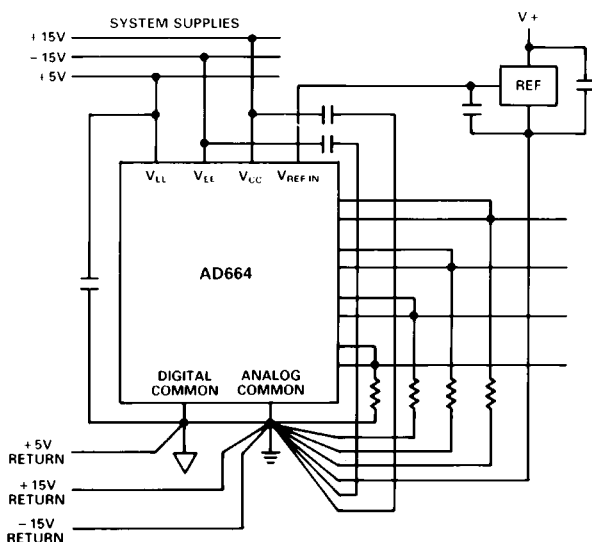 SYSTEM SUPPLIES
+ 15V
– 15V
+ 5V
V +
REF
VLL
VEE
VCC
VREF IN
AD664
DIGITAL COMMON
ANALOG COMMON
+ 5V
RETURN
+ 15V
RETURN
– 15V
RETURN